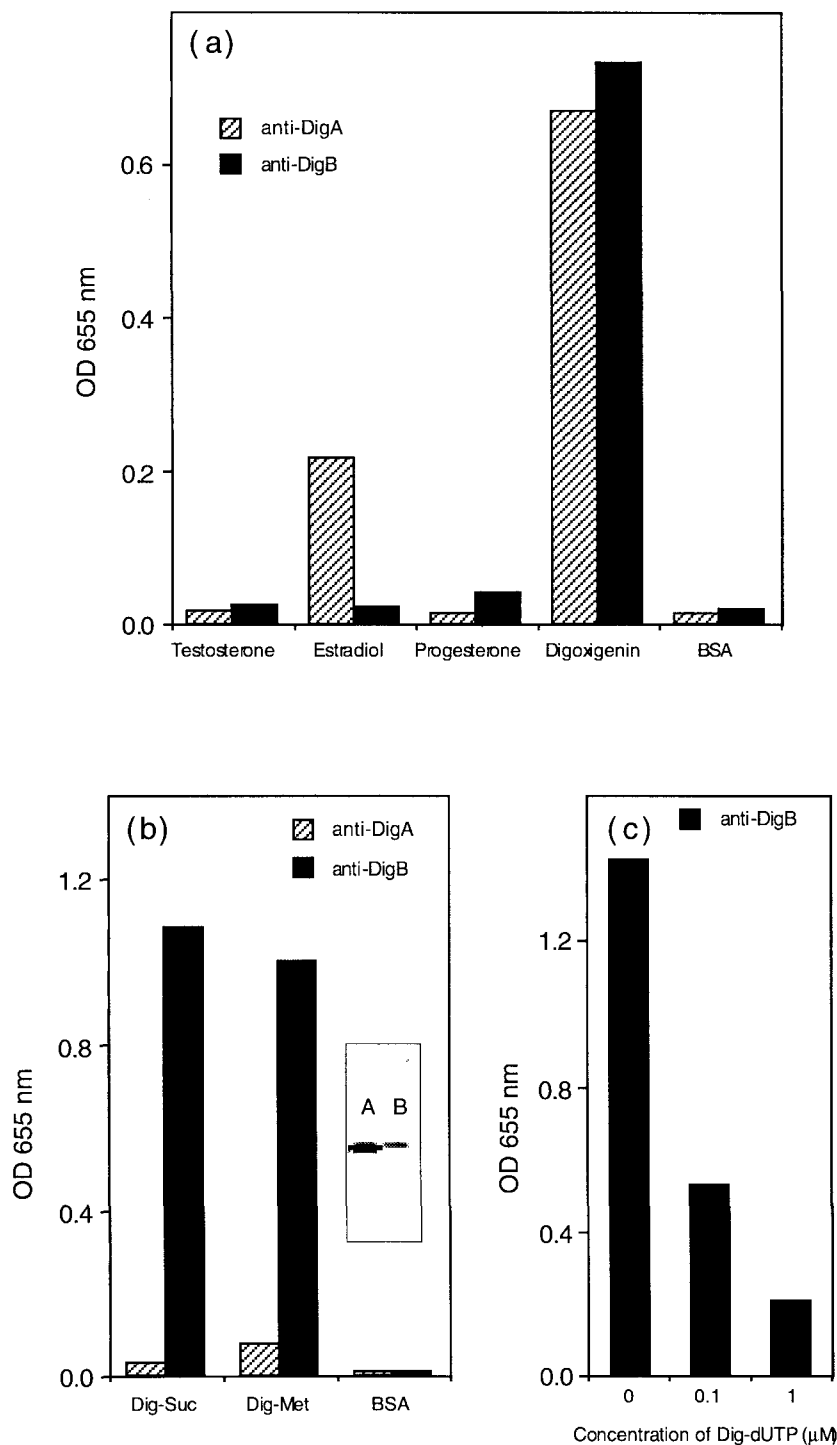 (a)
anti-DigA
anti-DigB
0.6
0.4
0.2
0.0
OD 655 nm
Testosterone Estradiol Progesterone Digoxigenin BSA
(b)
anti-DigA
anti-DigB
1.2
0.8
0.4
0.0
OD 655 nm
A B
Dig-Suc Dig-Met BSA
(c)
anti-DigB
1.2
0.8
0.4
0.0
OD 655 nm
0 0.1 1
Concentration of Dig-dUTP (μM)